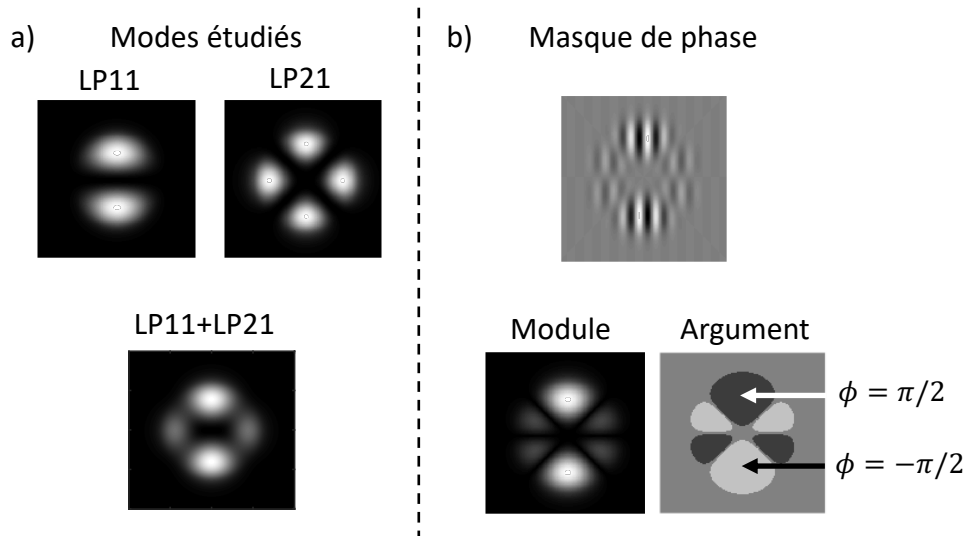 a) Modes étudiés
LP11 LP21
LP11+LP21
b) Masque de phase
Module Argument
ϕ = π/2
ϕ = −π/2